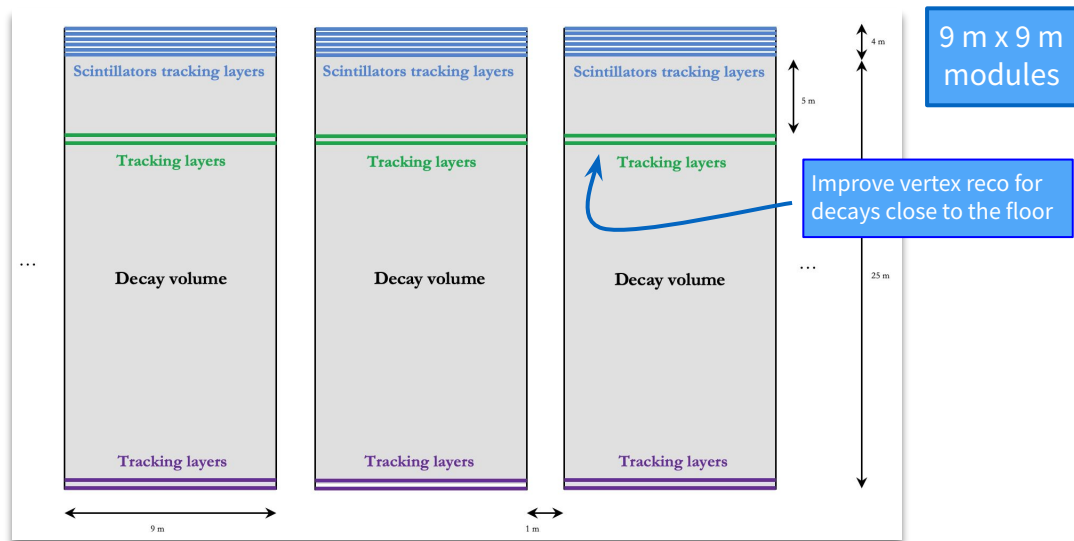 9 m x 9 m
modules
4 m
Scintillators tracking layers
Scintillators tracking layers
Scintillators tracking layers
5 m
Tracking layers
Tracking layers
Tracking layers
Improve vertex reco for
decays close to the floor
...
Decay volume
Decay volume
Decay volume
...
25 m
Tracking layers
Tracking layers
Tracking layers
9 m
1 m